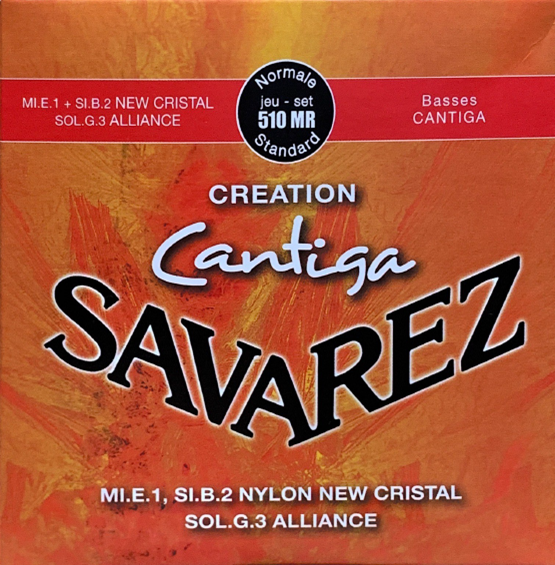 MI.E.1 + SI.B.2 NEW CRISTAL
SOL.G.3 ALLIANCE
Normale
jeu - set
510 MR
Standard
Basses
CANTIGA
CREATION
Cantiga
SAVAREZ
MI.E.1, SI.B.2 NYLON NEW CRISTAL
SOL.G.3 ALLIANCE